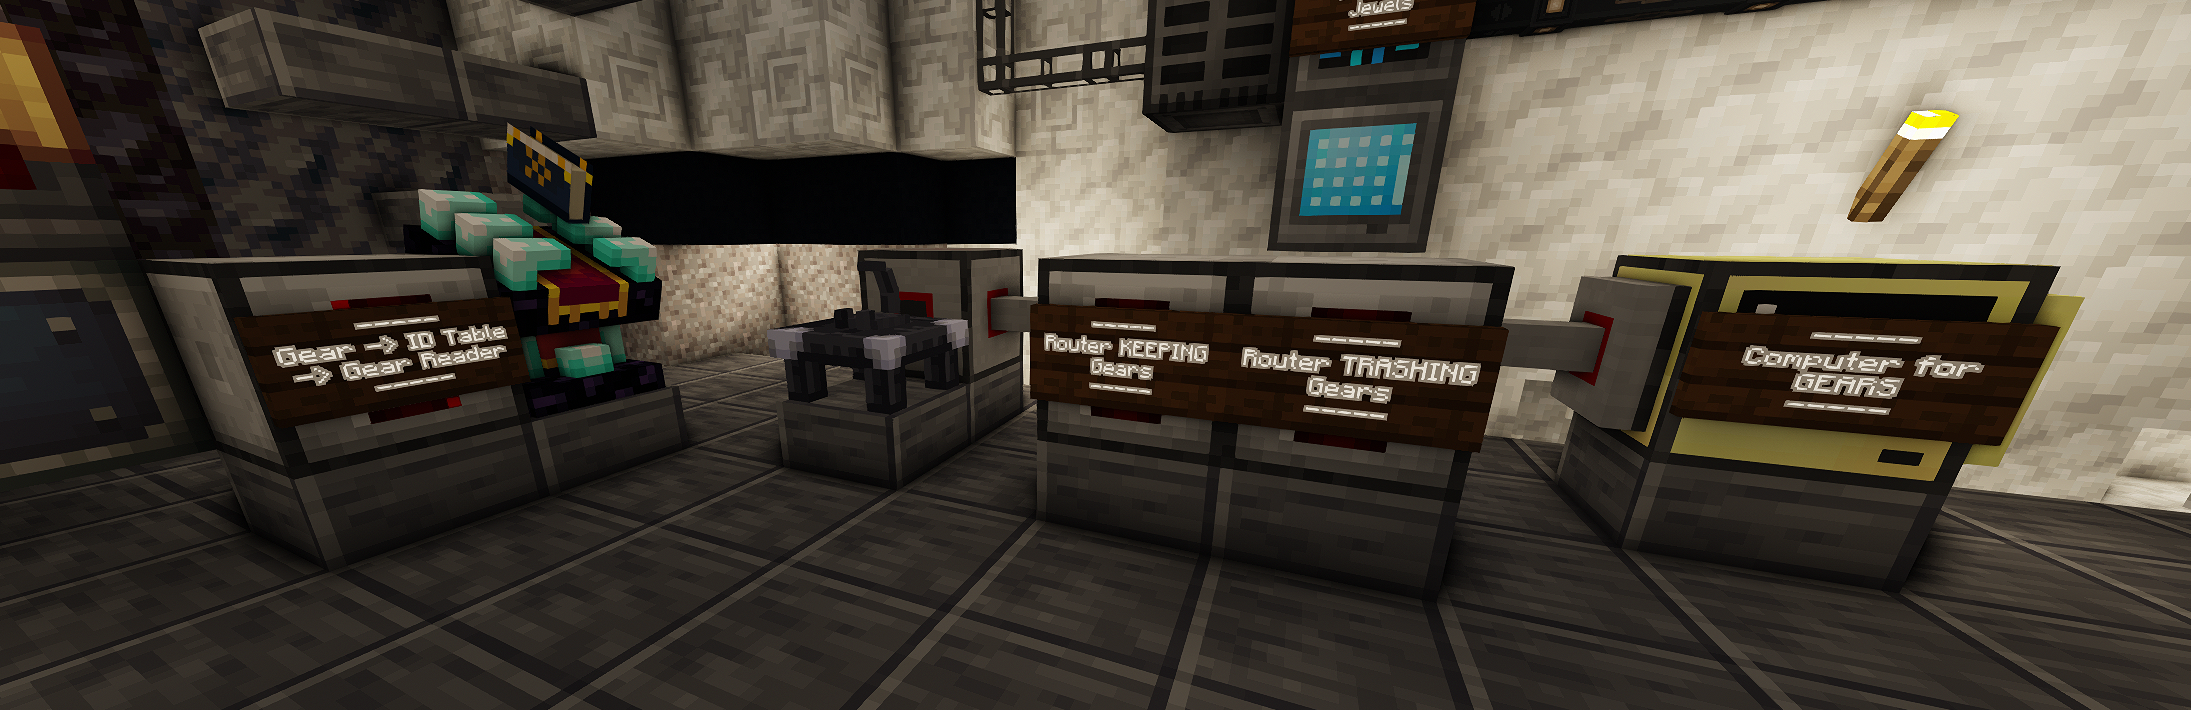 Jewels
-----
------
Gear --> ID Table
--> Gear Reader
------
-----
Router KEEPING
Gears
-----
------
Router TRASHING
Gears
------
------
Computer for
GEARS
------